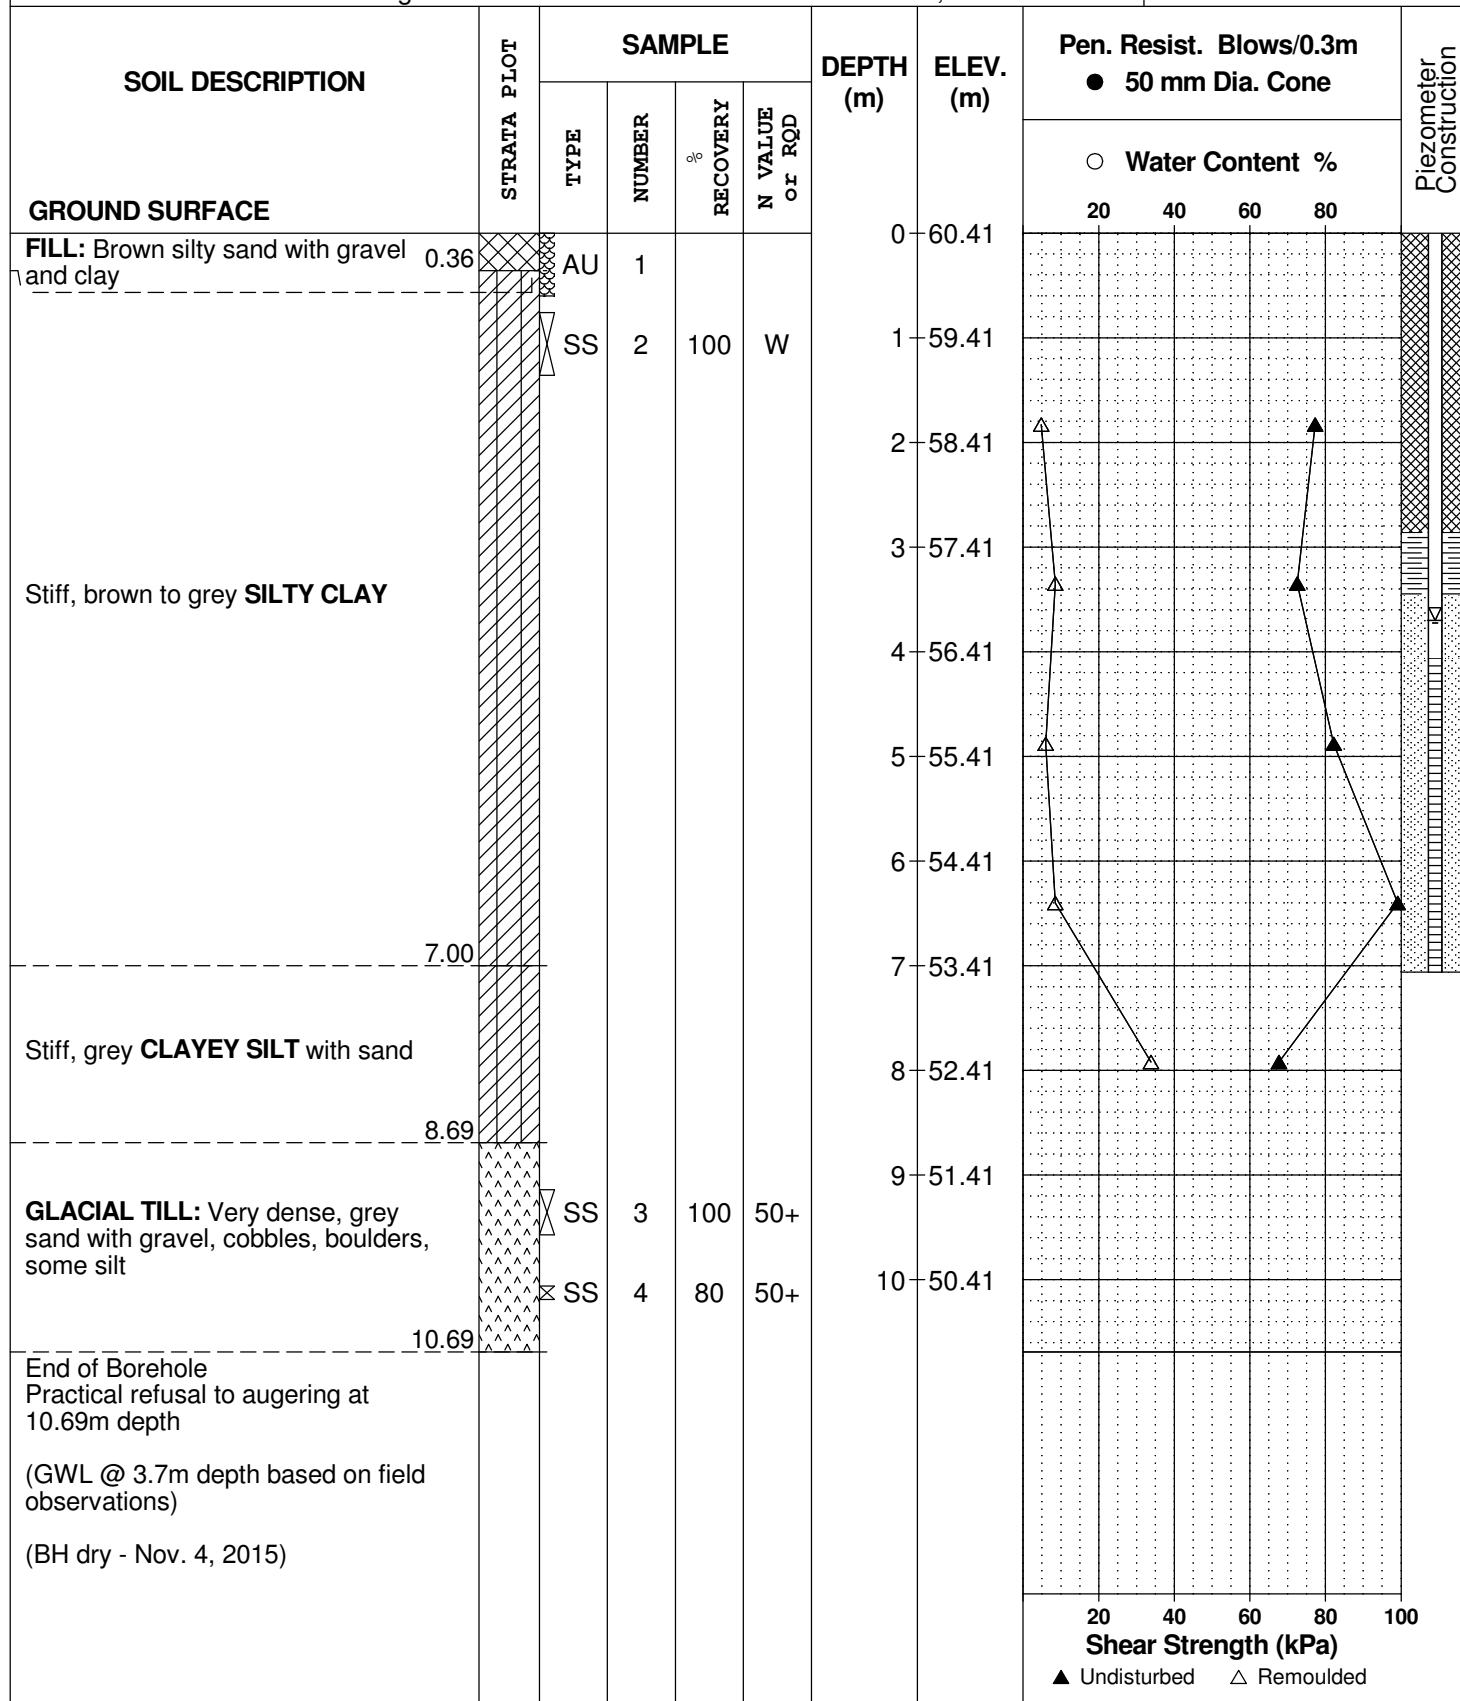 SOIL DESCRIPTION
GROUND SURFACE
STRATA PLOT
SAMPLE
TYPE
NUMBER
%
RECOVERY
N VALUE
or RQD
DEPTH
(m)
ELEV.
(m)
Pen. Resist. Blows/0.3m
● 50 mm Dia. Cone
○ Water Content %
20 40 60 80
Piezometer
Construction
FILL: Brown silty sand with gravel 0.36
and clay
AU 1
0 60.41
SS 2 100 W
1 59.41
2 58.41
3 57.41
Stiff, brown to grey SILTY CLAY
4 56.41
5 55.41
6 54.41
7.00
7 53.41
Stiff, grey CLAYEY SILT with sand
8 52.41
8.69
9 51.41
GLACIAL TILL: Very dense, grey
sand with gravel, cobbles, boulders,
some silt
SS 3 100 50+
SS 4 80 50+
10 50.41
10.69
End of Borehole
Practical refusal to augering at
10.69m depth
(GWL @ 3.7m depth based on field
observations)
(BH dry - Nov. 4, 2015)
20 40 60 80 100
Shear Strength (kPa)
▲ Undisturbed △ Remoulded